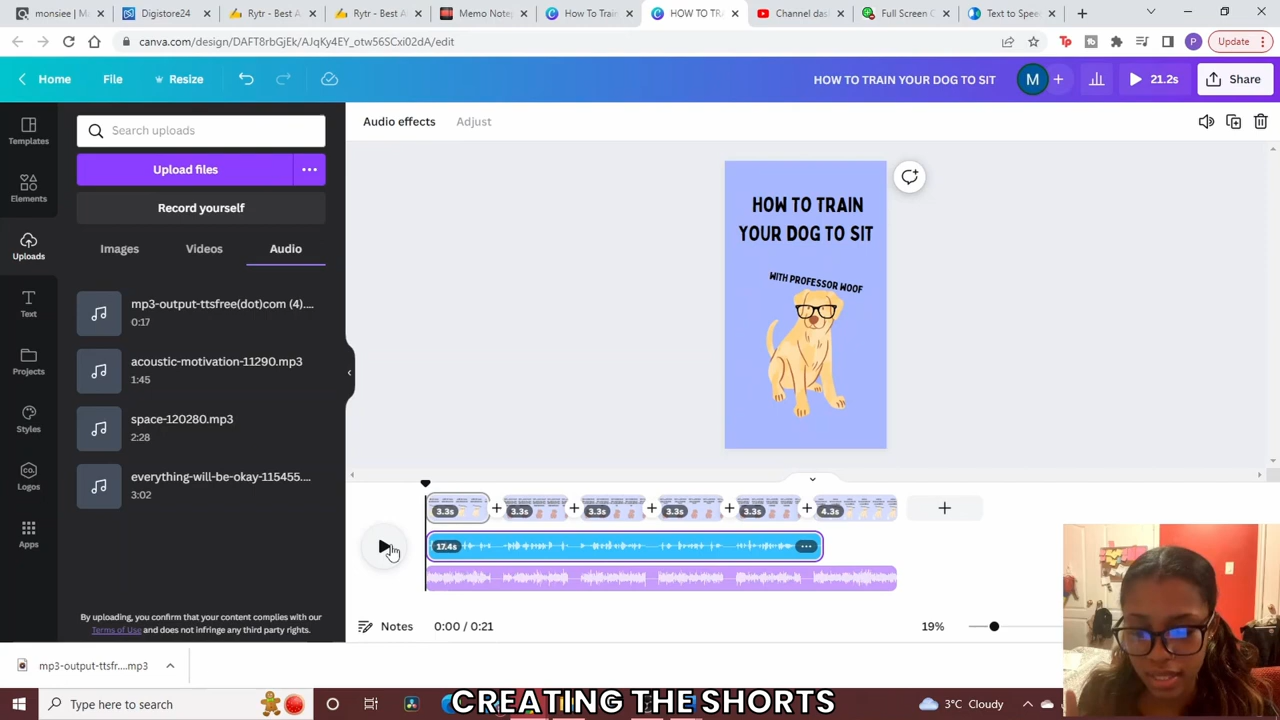 monsie | M
Digistore24
Rytr - Best A
Rytr - Best A
Memo Note
How To Train
HOW TO TRA
Channel das
Full Screen C
Text to Spee
canva.com/design/DAFT8rbGjEk/AJqKy4EY_otw56SCxi02dA/edit
Update
Home
File
Resize
HOW TO TRAIN YOUR DOG TO SIT
M
21.2s
Share
Templates
Elements
Uploads
Text
Projects
Styles
Logos
Apps
Search uploads
Upload files
Record yourself
Images
Videos
Audio
mp3-output-ttsfree(dot)com (4)....
0:17
acoustic-motivation-11290.mp3
1:45
space-120280.mp3
2:28
everything-will-be-okay-115455....
3:02
By uploading, you confirm that your content complies with our
Terms of Use and does not infringe any third party rights.
Audio effects
Adjust
HOW TO TRAIN
YOUR DOG TO SIT
WITH PROFESSOR WOOF
3.3s
3.3s
3.3s
3.3s
3.3s
4.3s
17.4s
Notes
0:00 / 0:21
19%
mp3-output-ttsfr....mp3
Type here to search
CREATING THE SHORTS
3°C Cloudy